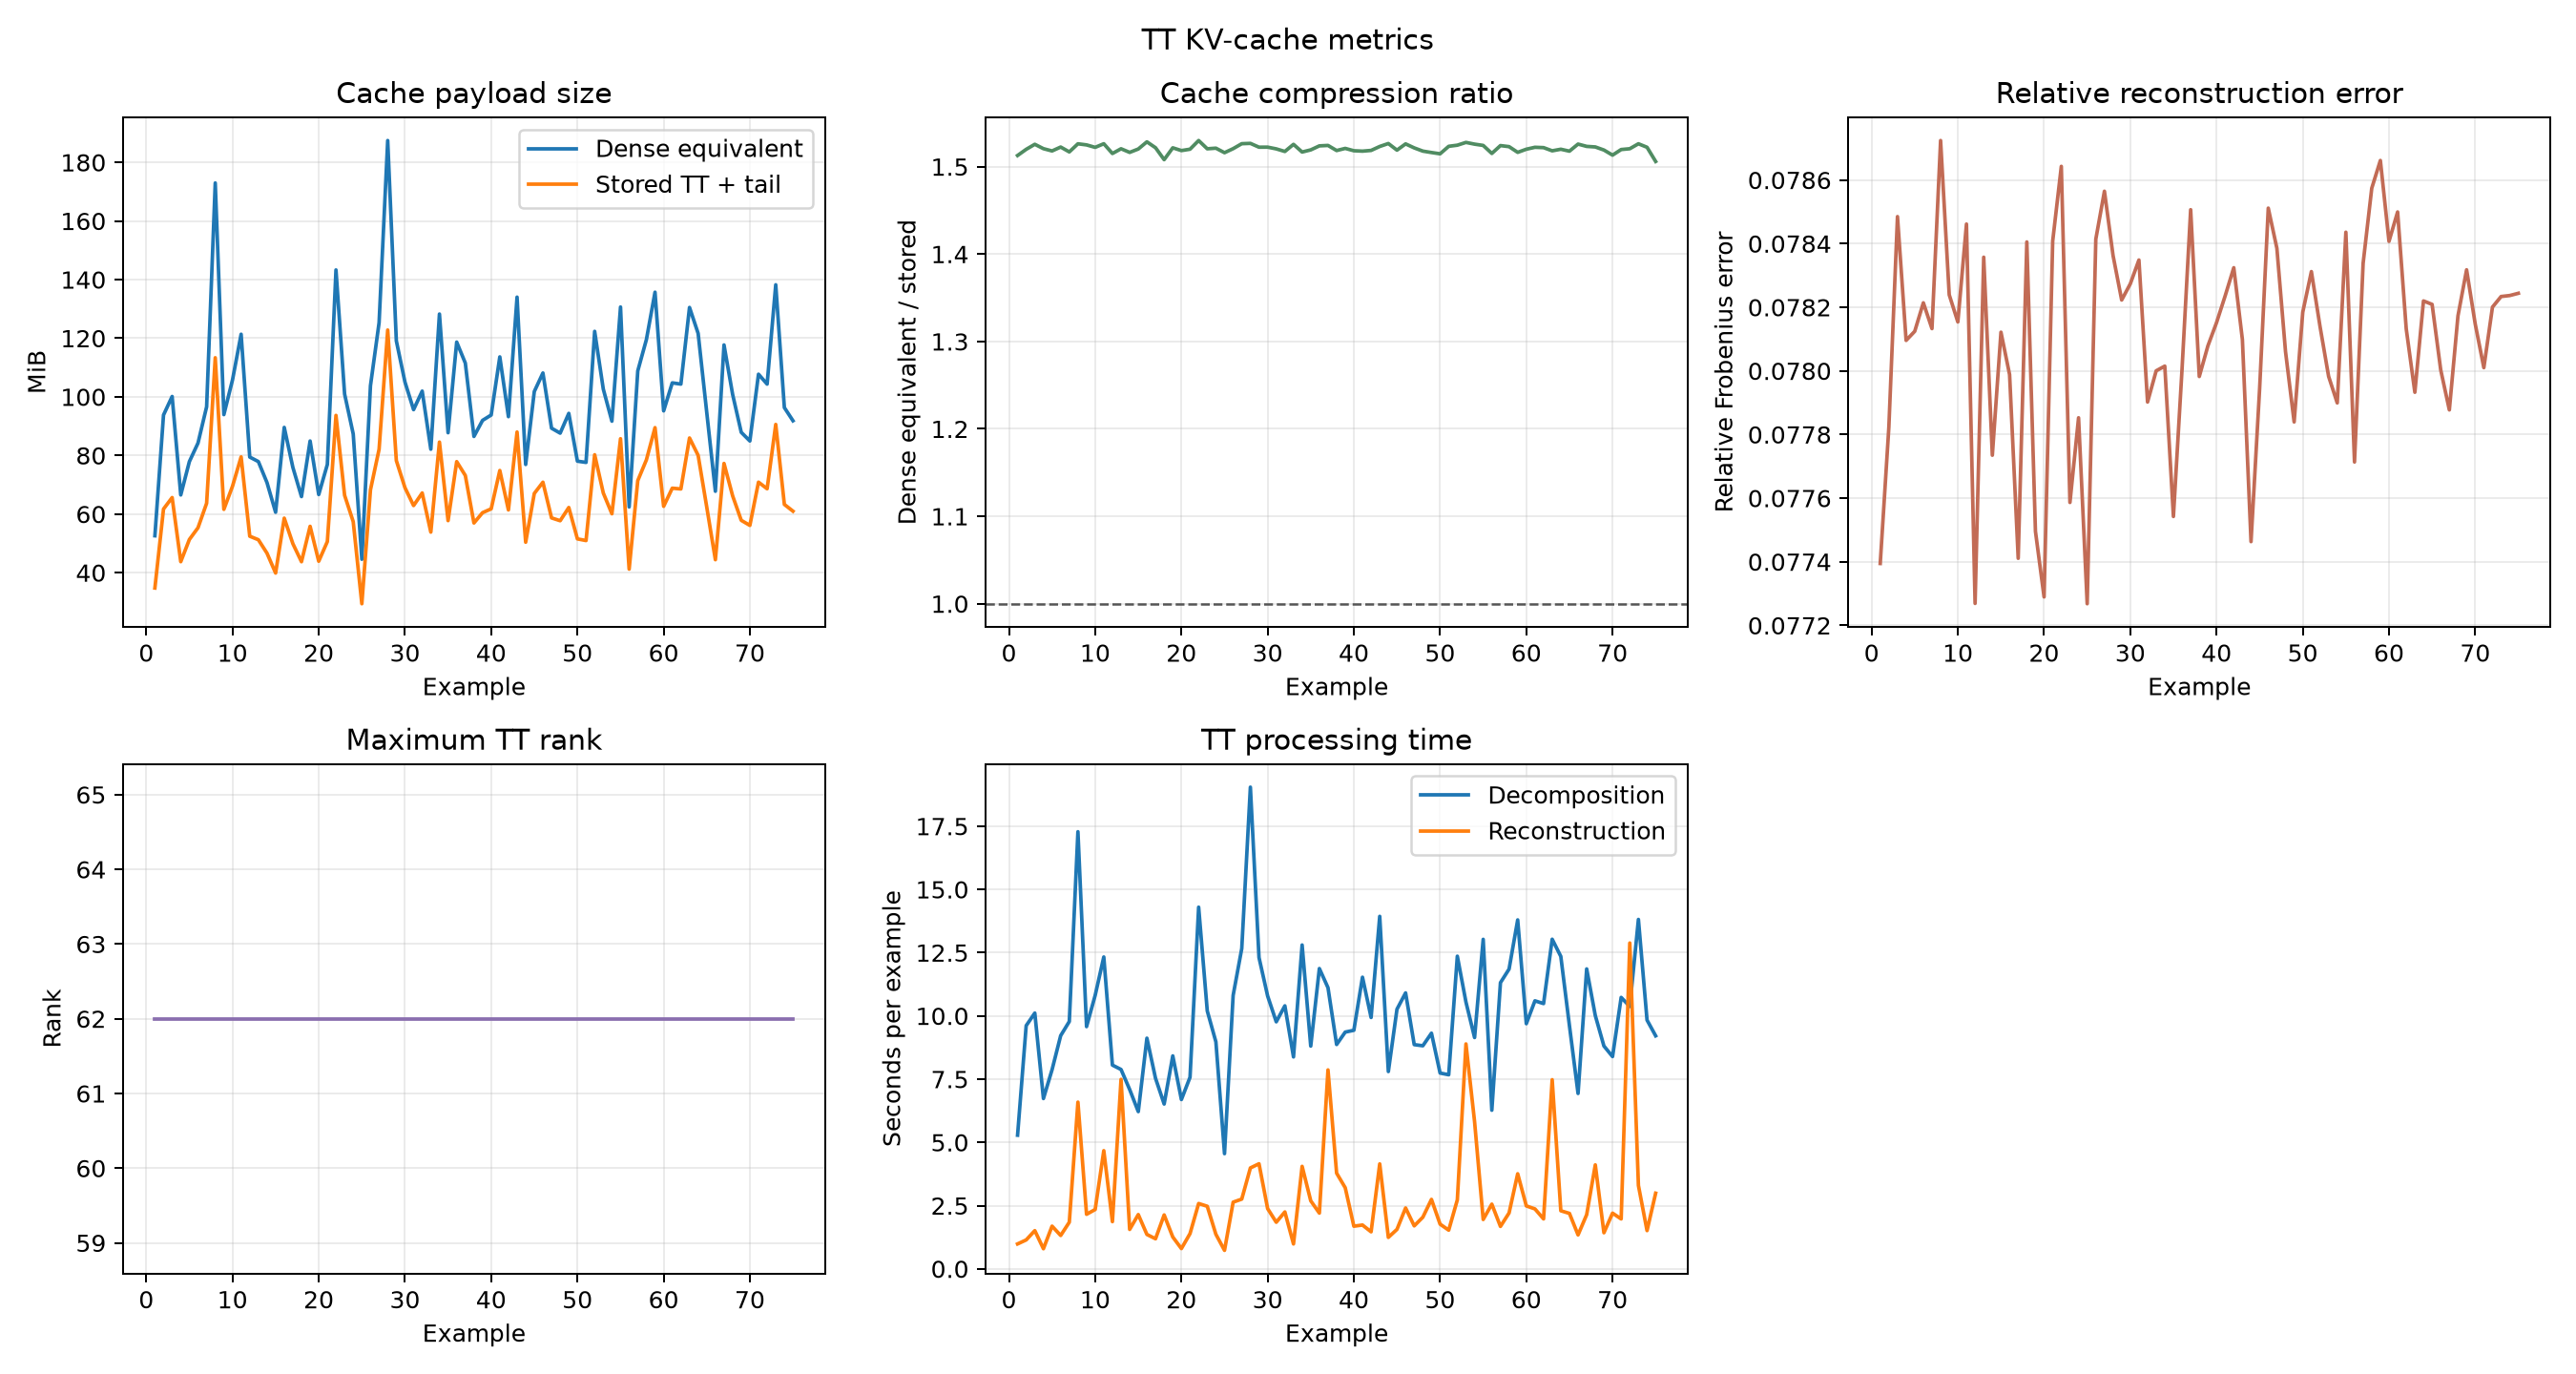 TT KV-cache metrics
Cache payload size
Dense equivalent
Stored TT + tail
MiB
180
160
140
120
100
80
60
40
0 10 20 30 40 50 60 70
Example
Cache compression ratio
Dense equivalent / stored
1.5
1.4
1.3
1.2
1.1
1.0
0 10 20 30 40 50 60 70
Example
Relative reconstruction error
Relative Frobenius error
0.0786
0.0784
0.0782
0.0780
0.0778
0.0776
0.0774
0.0772
0 10 20 30 40 50 60 70
Example
Maximum TT rank
Rank
65
64
63
62
61
60
59
0 10 20 30 40 50 60 70
Example
TT processing time
Decomposition
Reconstruction
Seconds per example
17.5
15.0
12.5
10.0
7.5
5.0
2.5
0.0
0 10 20 30 40 50 60 70
Example